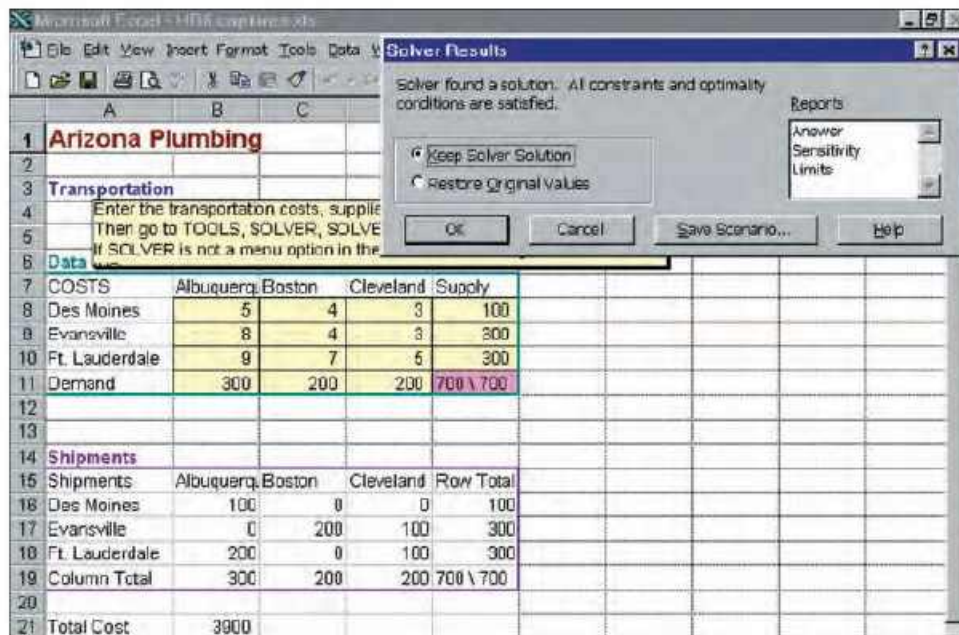 Microsoft Excel - HD8 capture.xls
File Edit View Insert Format Tools Data
Solver Results
Solver found a solution. All constraints and optimality
conditions are satisfied.
Reports
Answer
Sensitivity
Limits
Keep Solver Solution
Restore Original Values
OK Cancel Save Scenario... Help
A B C
1 Arizona Plumbing
2
3 Transportation
4 Enter the transportation costs, supplie
5 Then go to TOOLS, SOLVER, SOLVE
If SOLVER is not a menu option in the
6 Data
7 COSTS Albuquerq Boston Cleveland Supply
8 Des Moines 5 4 3 100
9 Evansville 8 4 3 300
10 Ft. Lauderdale 9 7 5 300
11 Demand 300 200 200 700 \ 700
12
13
14 Shipments
15 Shipments Albuquerq Boston Cleveland Row Total
16 Des Moines 100 0 0 100
17 Evansville 0 200 100 300
18 Ft. Lauderdale 200 0 100 300
19 Column Total 300 200 200 700 \ 700
20
21 Total Cost 3900